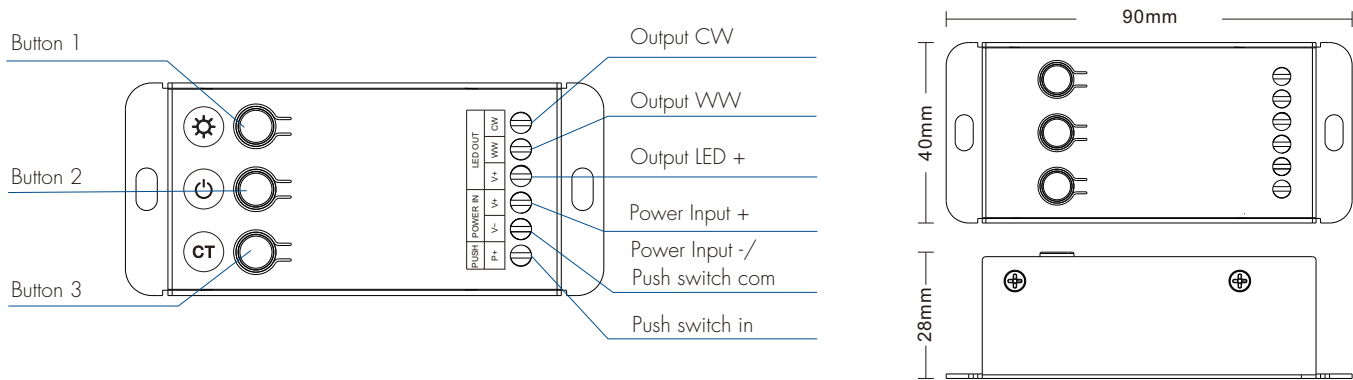 Button 1
Button 2
Button 3
CT
LED OUT
POWER IN
PUSH
CW
WW
V+
V+
V-
P+
Output CW
Output WW
Output LED +
Power Input +
Power Input -/
Push switch com
Push switch in
90mm
40mm
28mm